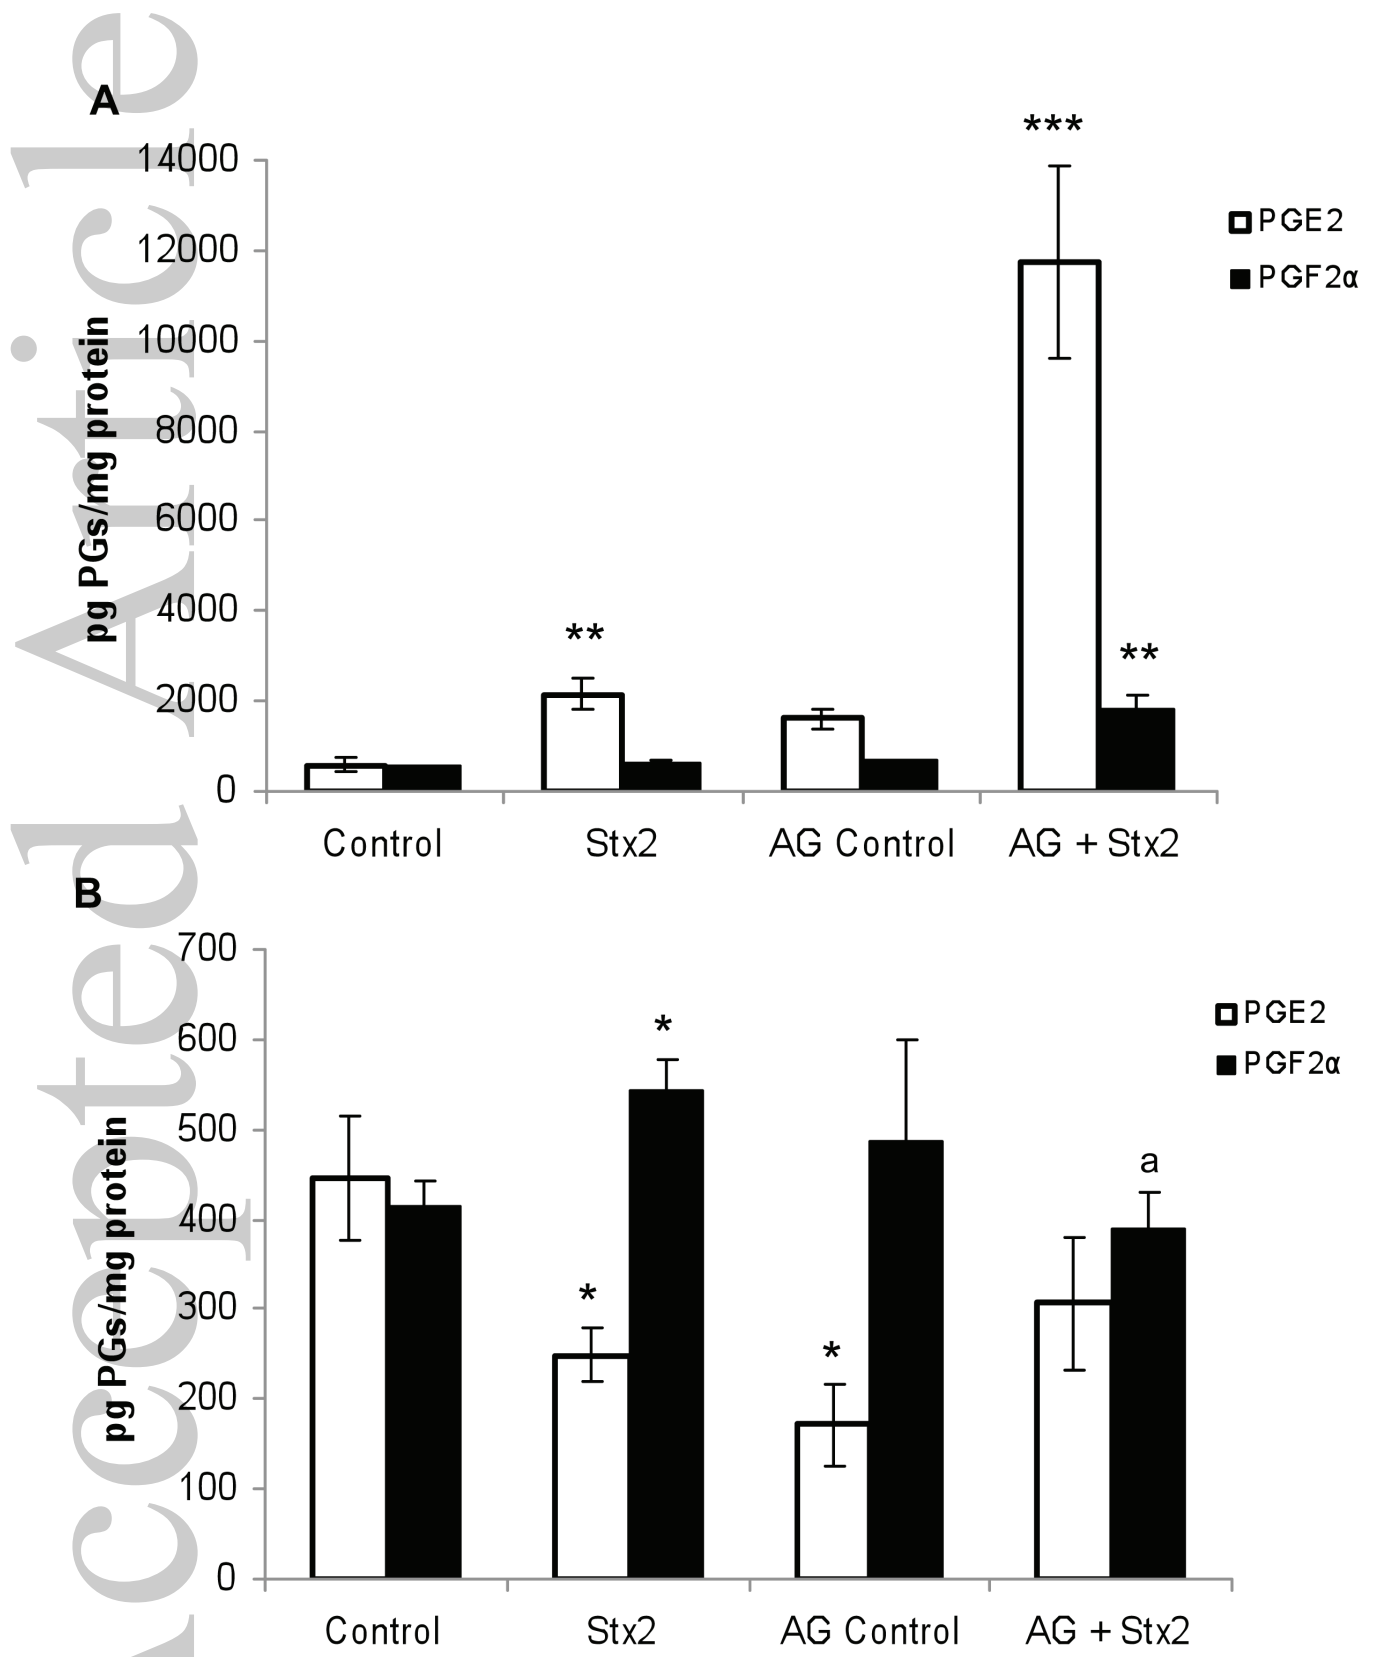 Accepted Article
A
***
14000
12000
10000
8000
6000
4000
2000
0
pg PGs/mg protein
PGE2
PGF2α
**
**
Control Stx2 AG Control AG + Stx2
B
700
600
500
400
300
200
100
0
pg PGs/mg protein
PGE2
PGF2α
*
*
*
a
Control Stx2 AG Control AG + Stx2